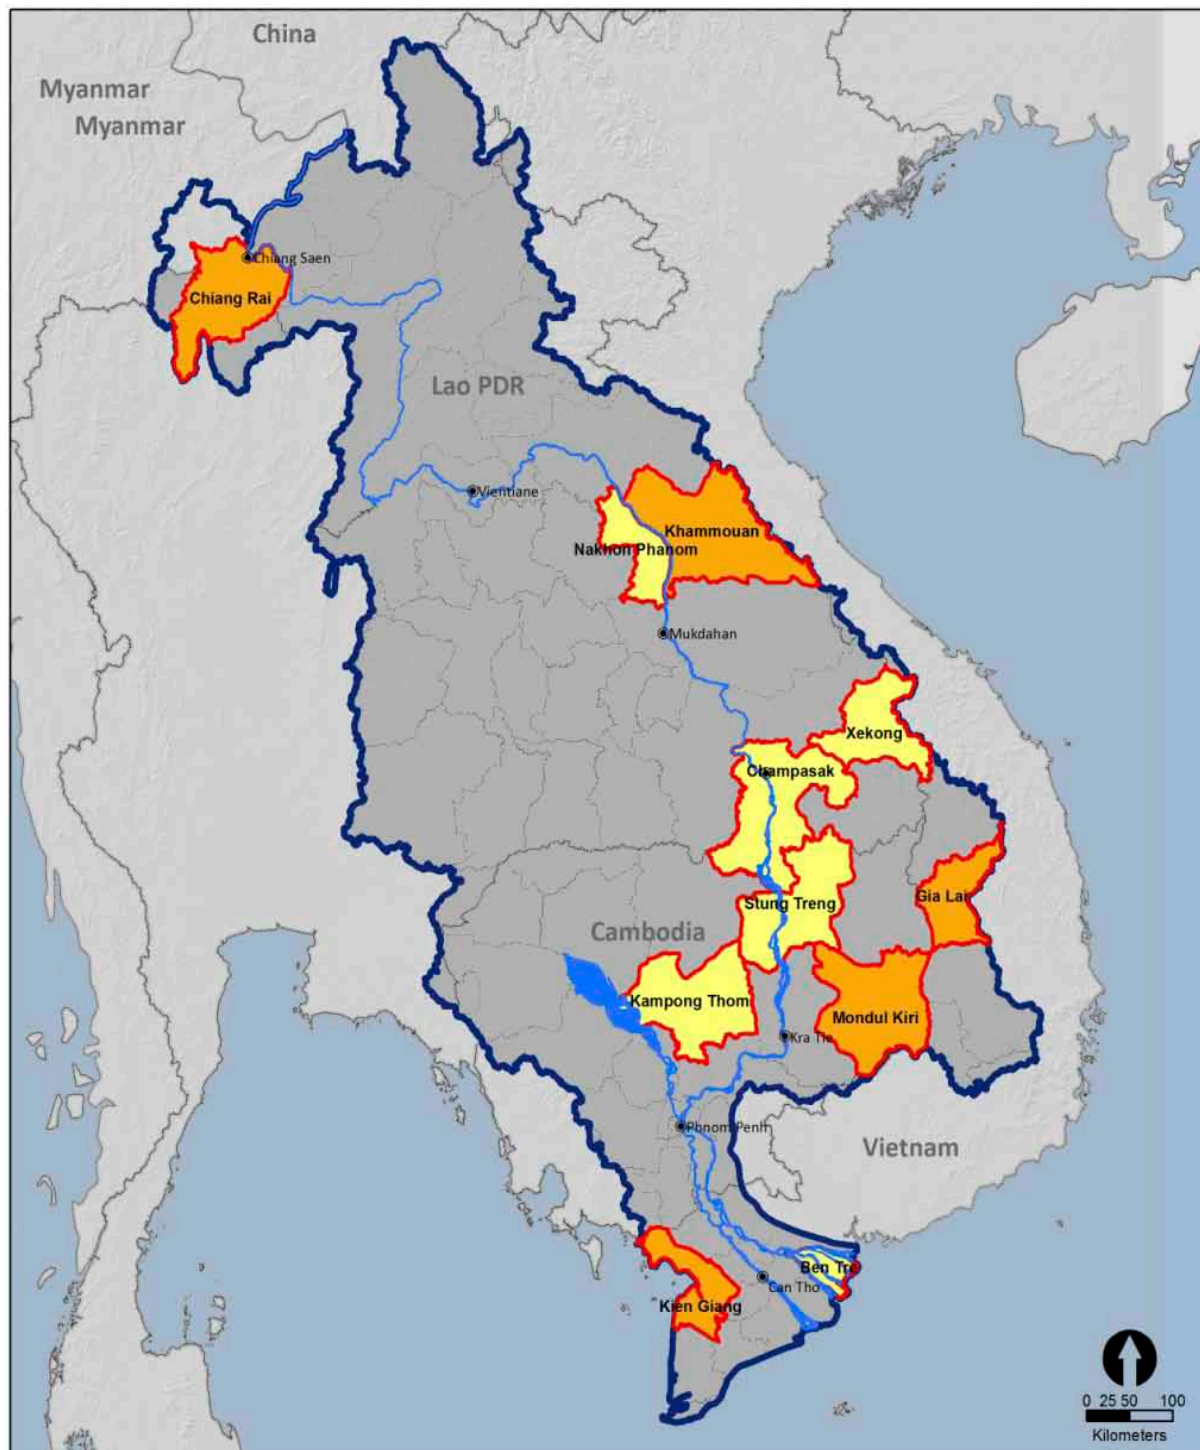 China
Myanmar
Myanmar
Chiang Saen
Chiang Rai
Lao PDR
Vientiane
Khammouan
Nakhon Phanom
Mukdahan
Xekong
Champasak
Gia Lai
Stung Treng
Cambodia
Kampong Thom
Mondul Kiri
Kra Tie
Phnom Penh
Vietnam
Ben Tre
Can Tho
Kien Giang
0 25 50 100
Kilometers